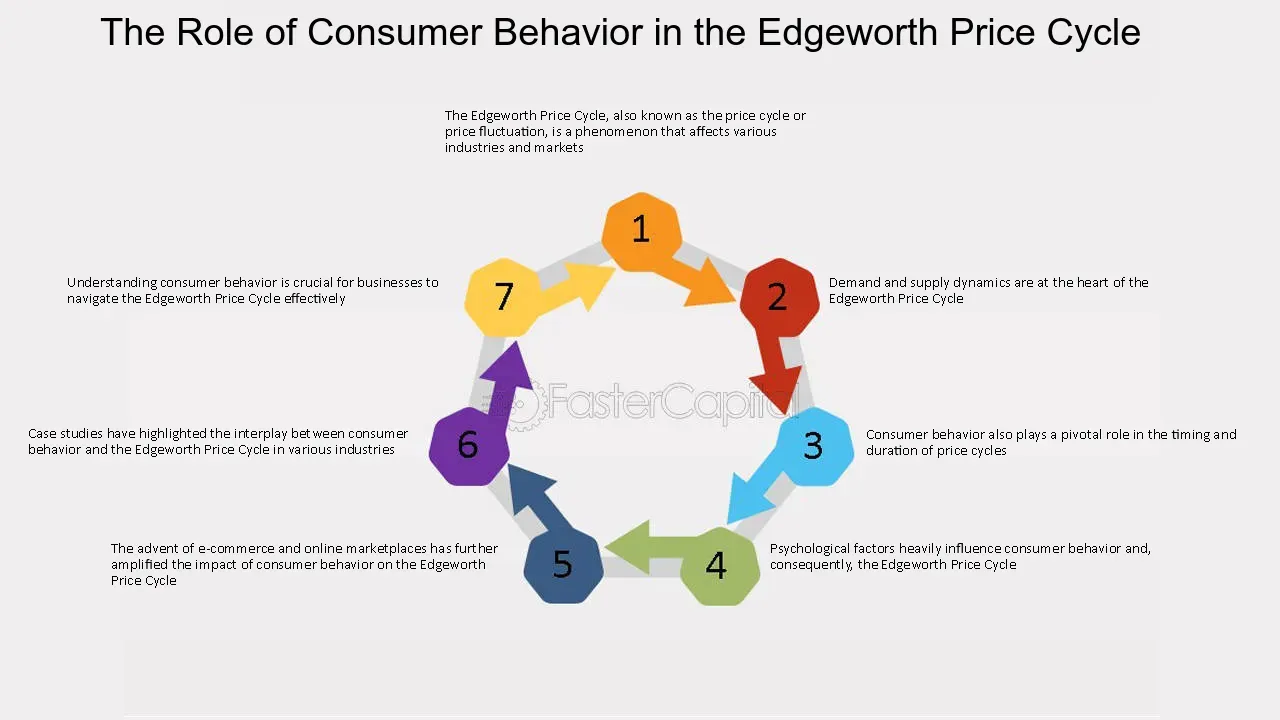 The Role of Consumer Behavior in the Edgeworth Price Cycle
The Edgeworth Price Cycle, also known as the price cycle or
price fluctuation, is a phenomenon that affects various
industries and markets
1
2
Demand and supply dynamics are at the heart of the
Edgeworth Price Cycle
3
Consumer behavior also plays a pivotal role in the timing and
duration of price cycles
4
Psychological factors heavily influence consumer behavior and,
consequently, the Edgeworth Price Cycle
5
The advent of e-commerce and online marketplaces has further
amplified the impact of consumer behavior on the Edgeworth
Price Cycle
6
Case studies have highlighted the interplay between consumer
behavior and the Edgeworth Price Cycle in various industries
7
Understanding consumer behavior is crucial for businesses to
navigate the Edgeworth Price Cycle effectively
FasterCapital